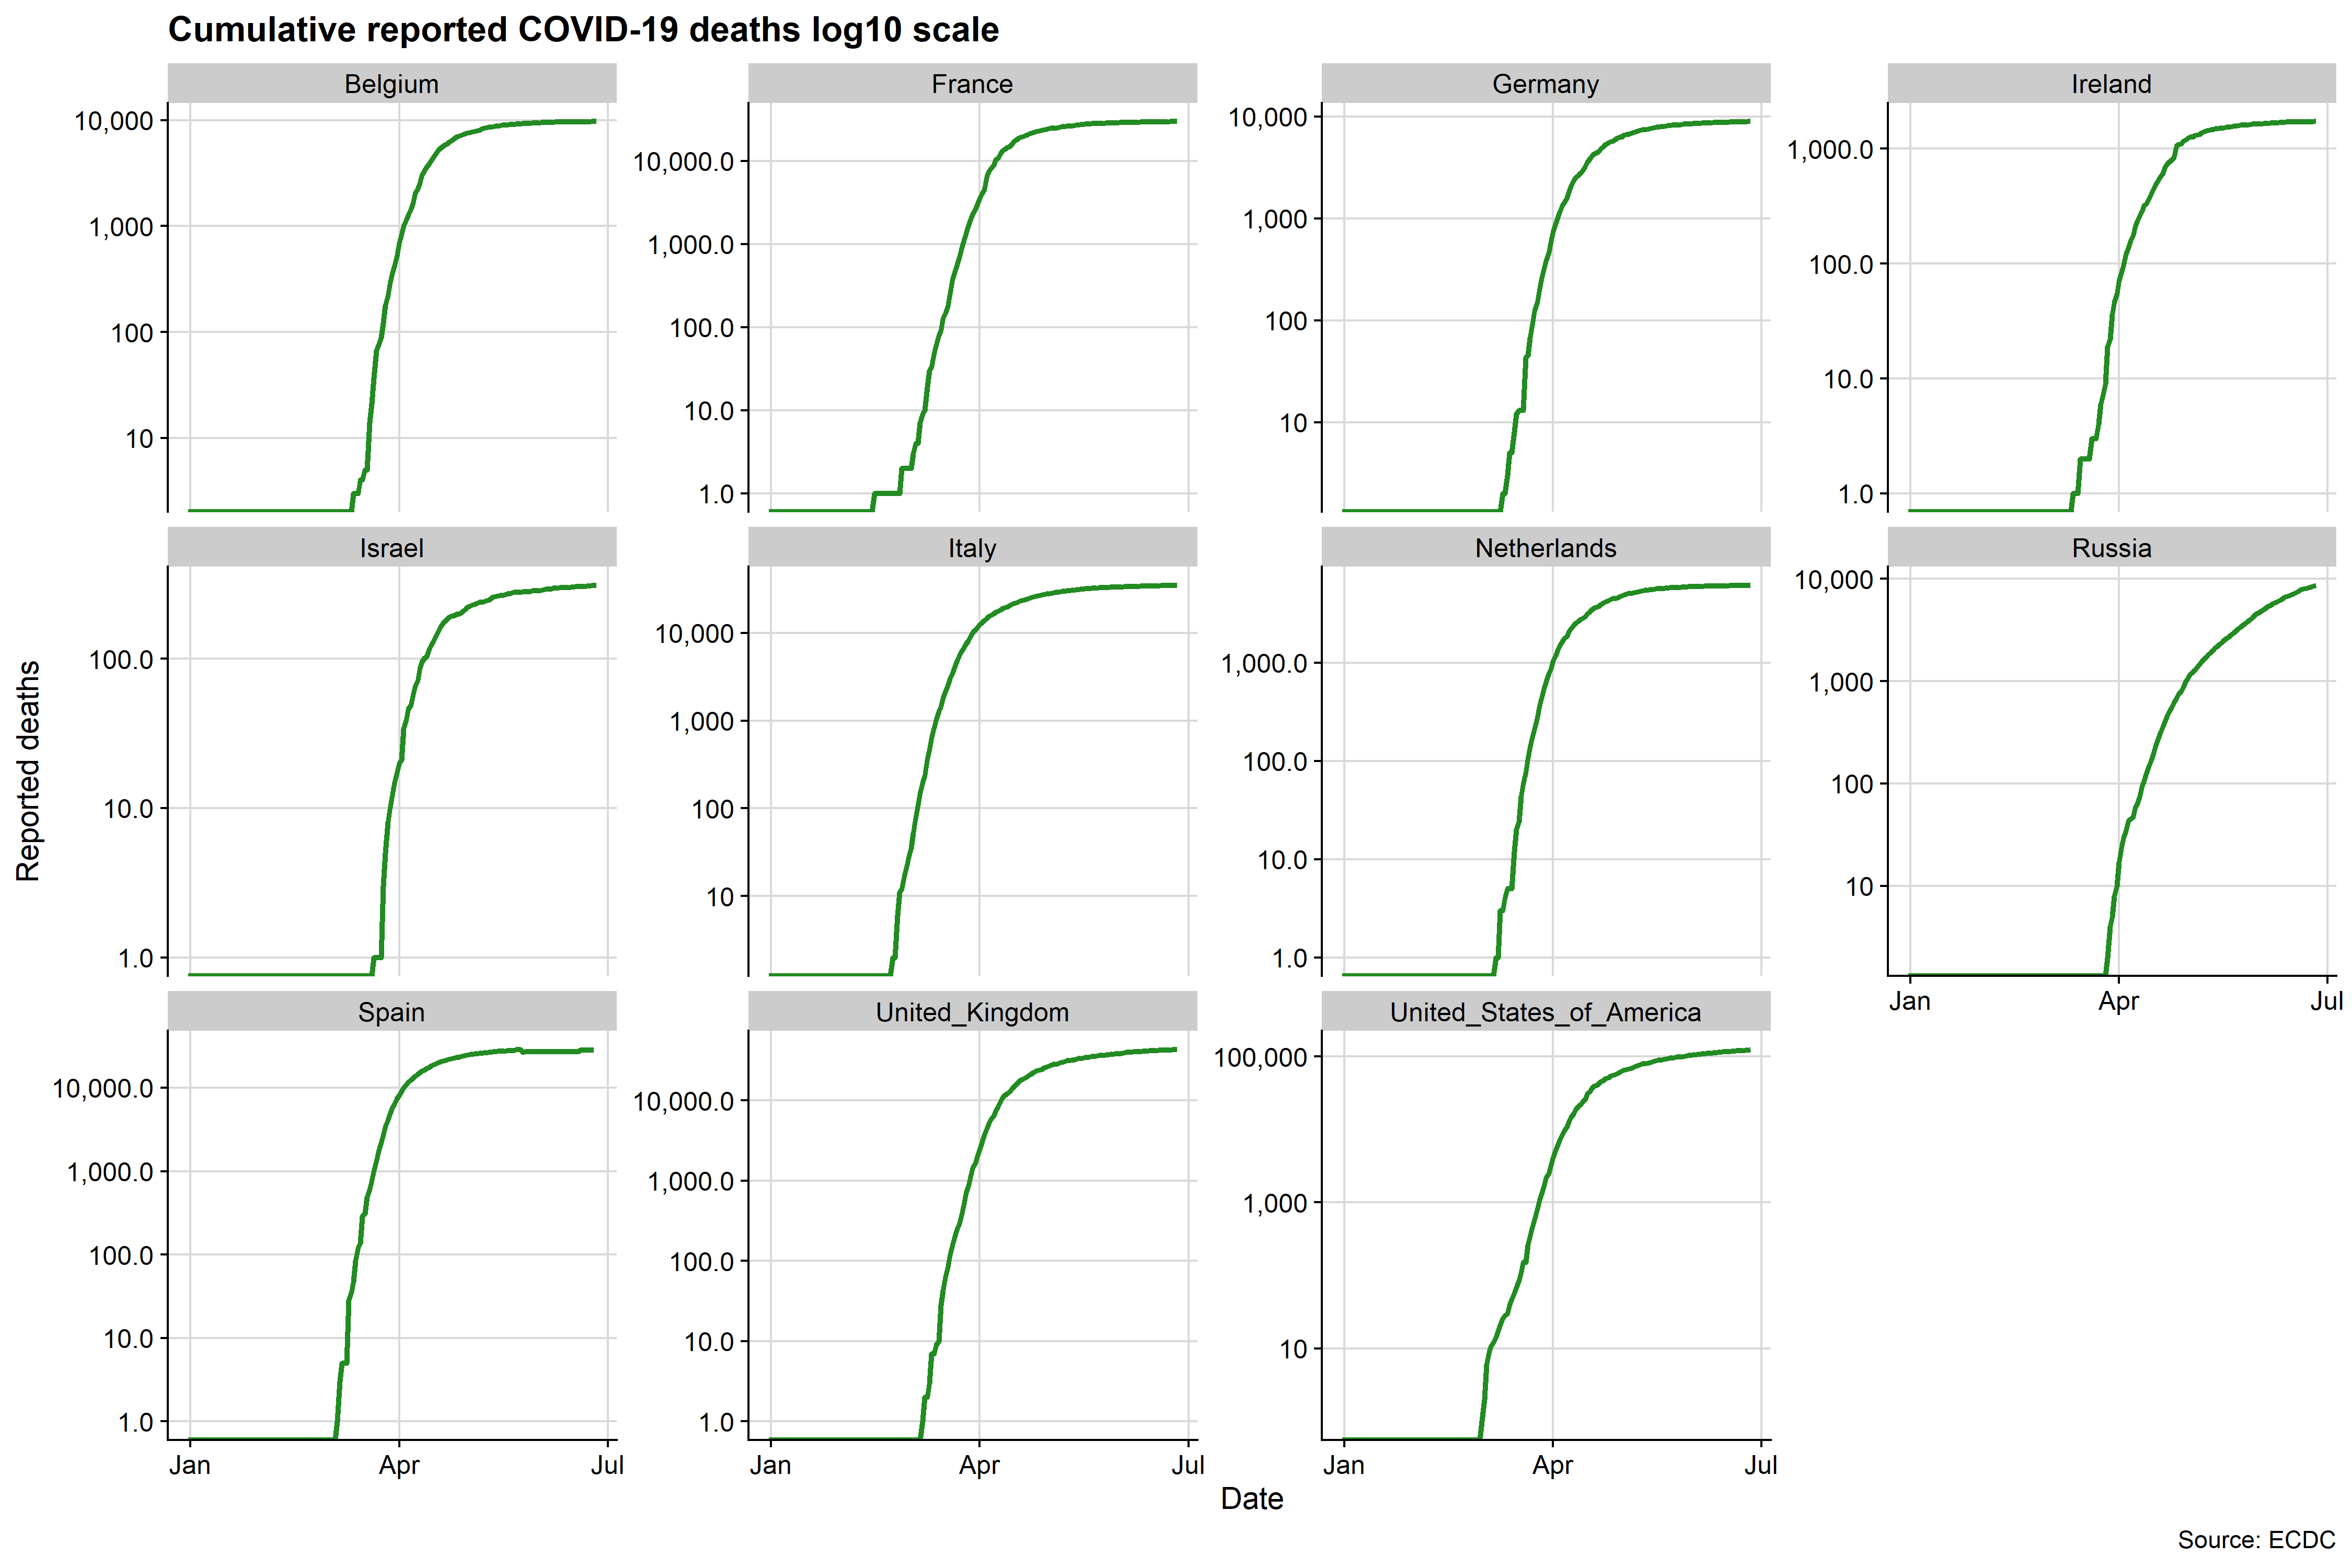 Cumulative reported COVID-19 deaths log10 scale
Belgium
France
Germany
Ireland
10,000
1,000
100
10
10,000.0
1,000.0
100.0
10.0
1.0
10,000
1,000
100
10
1,000.0
100.0
10.0
1.0
Israel
Italy
Netherlands
Russia
100.0
10.0
1.0
10,000
1,000
100
10
1,000.0
100.0
10.0
1.0
10,000
1,000
100
10
Jan Apr Jul
Spain
United_Kingdom
United_States_of_America
10,000.0
1,000.0
100.0
10.0
1.0
10,000.0
1,000.0
100.0
10.0
1.0
100,000
1,000
10
Jan Apr Jul
Jan Apr Jul
Jan Apr Jul
Reported deaths
Date
Source: ECDC